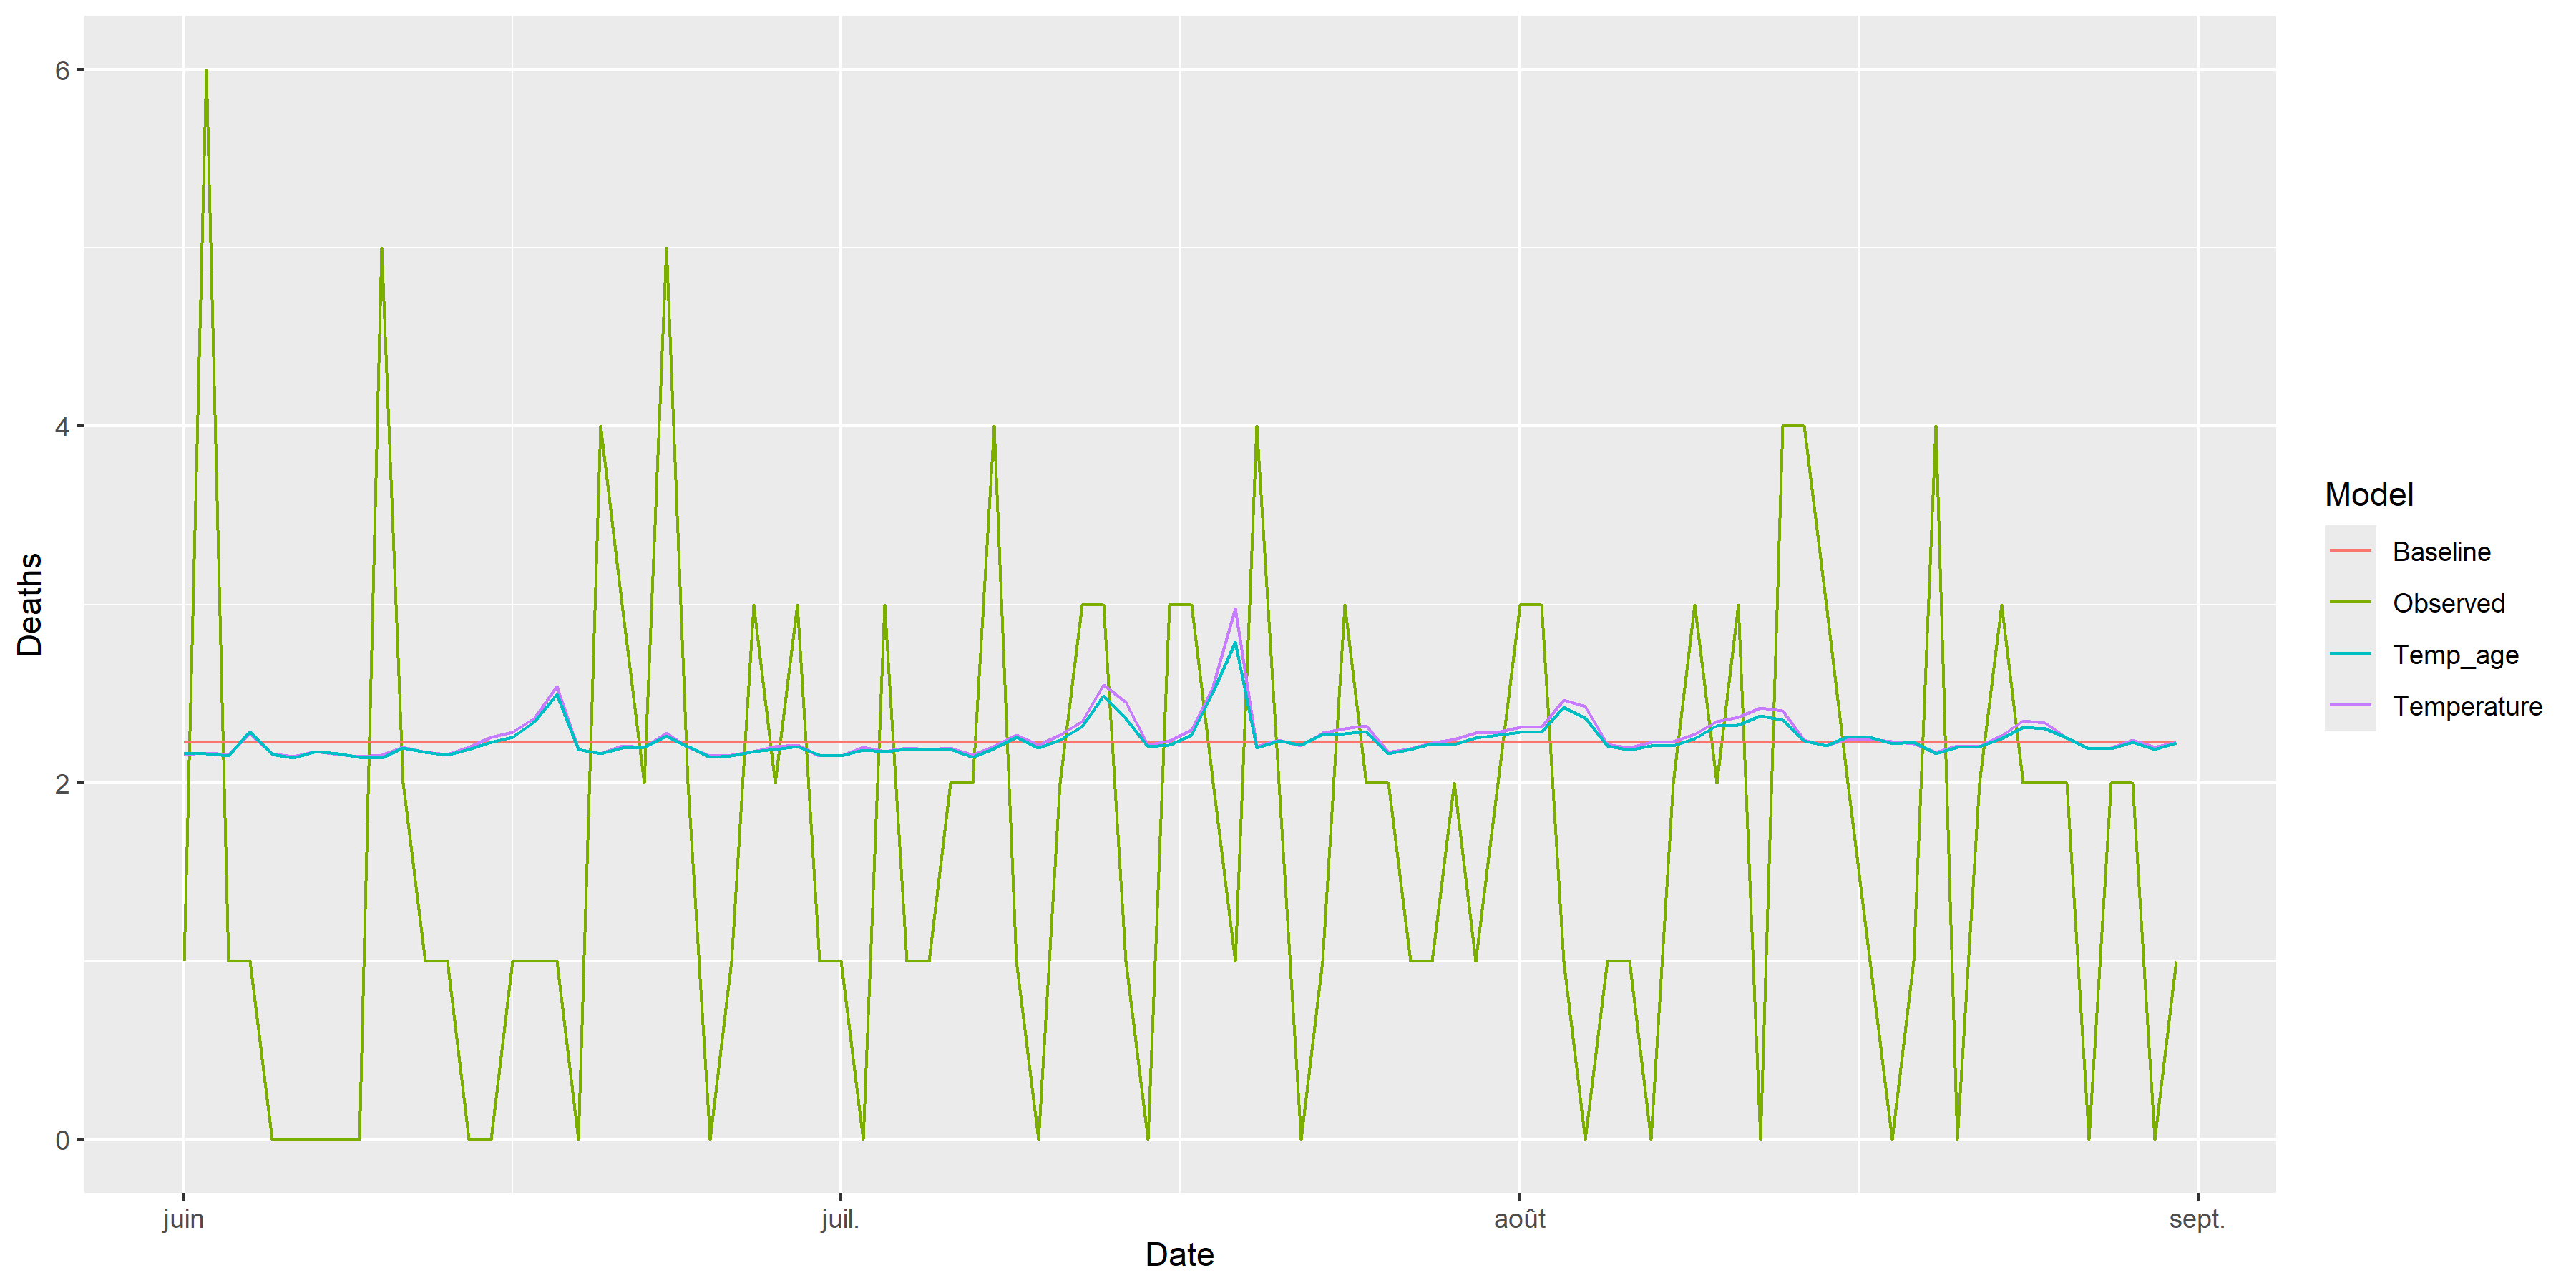 6
4
2
0
Deaths
juin
juil.
août
sept.
Date
Model
Baseline
Observed
Temp_age
Temperature